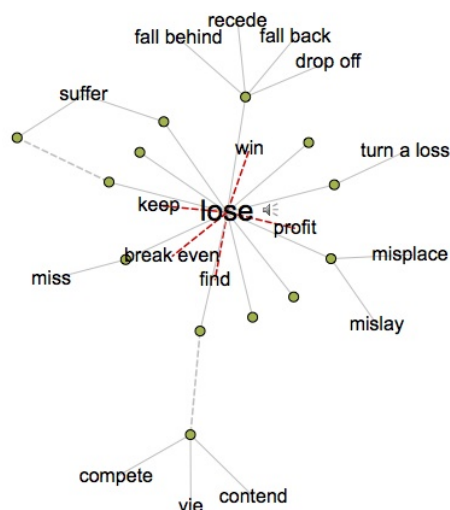 recede
fall behind
fall back
drop off
suffer
win
turn a loss
keep
lose
profit
break even
misplace
miss
find
mislay
compete
contend
vie